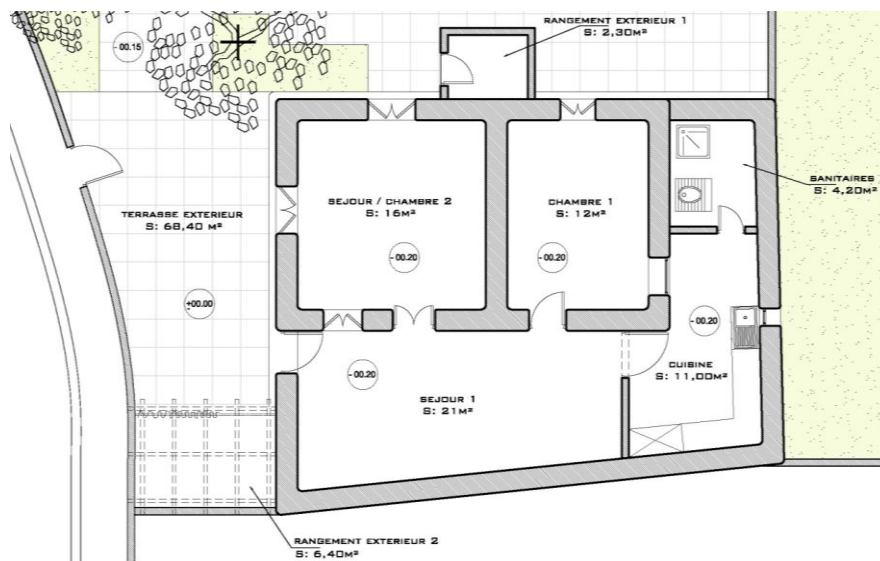 RANGEMENT EXTERIEUR 1
S: 2,30M²
- 00.15
SANITAIRES
S: 4,20M²
SEJOUR / CHAMBRE 2
S: 16M²
CHAMBRE 1
S: 12M²
TERRASSE EXTERIEUR
S: 68,40 M²
- 00.20
- 00.20
+00.00
- 00.20
CUISINE
S: 11,00M²
- 00.20
SEJOUR 1
S: 21M²
RANGEMENT EXTERIEUR 2
S: 6,40M²